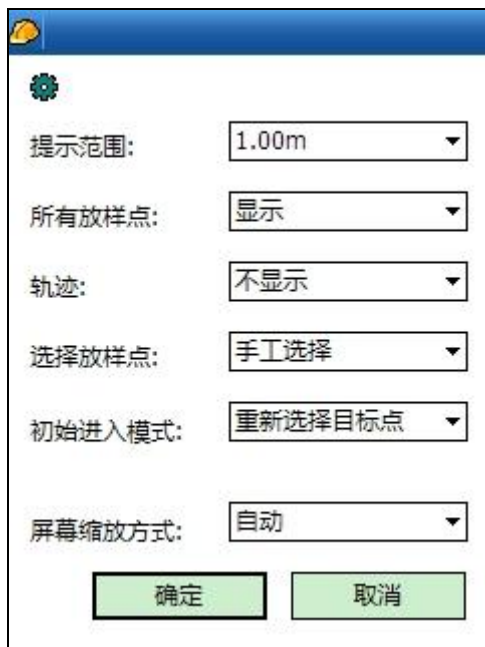 提示范围: 1.00m
所有放样点: 显示
轨迹: 不显示
选择放样点: 手工选择
初始进入模式: 重新选择目标点
屏幕缩放方式: 自动
确定 取消